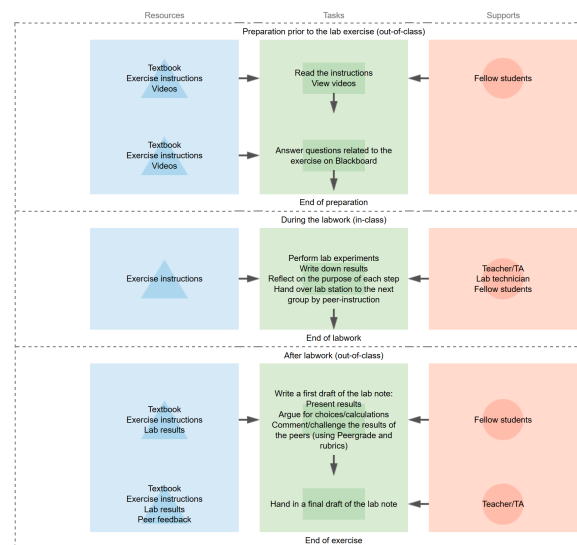 Resources
Tasks
Supports
Preparation prior to the lab exercise (out-of-class)
Textbook
Exercise instructions
Videos
Read the instructions
View videos
Fellow students
Textbook
Exercise instructions
Videos
Answer questions related to the
exercise on Blackboard
End of preparation
During the labwork (in-class)
Exercise instructions
Perform lab experiments
Write down results
Reflect on the purpose of each step
Hand over lab station to the next
group by peer-instruction
Teacher/TA
Lab technician
Fellow students
End of labwork
After labwork (out-of-class)
Textbook
Exercise instructions
Lab results
Write a first draft of the lab note:
Present results
Argue for choices/calculations
Comment/challenge the results of
the peers (using Peergrade and
rubrics)
Fellow students
Textbook
Exercise instructions
Lab results
Peer feedback
Hand in a final draft of the lab note
Teacher/TA
End of exercise